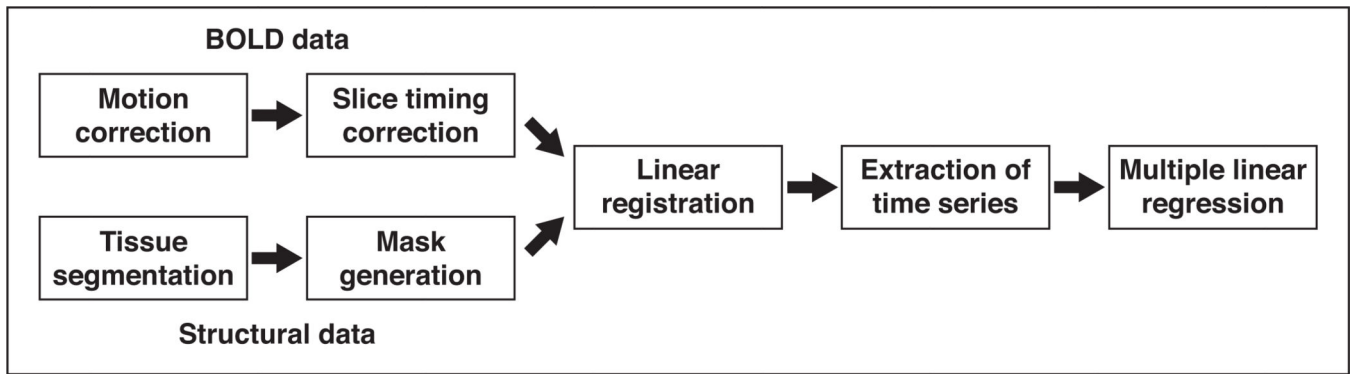 BOLD data
Motion
correction
Slice timing
correction
Tissue
segmentation
Mask
generation
Structural data
Linear
registration
Extraction of
time series
Multiple linear
regression